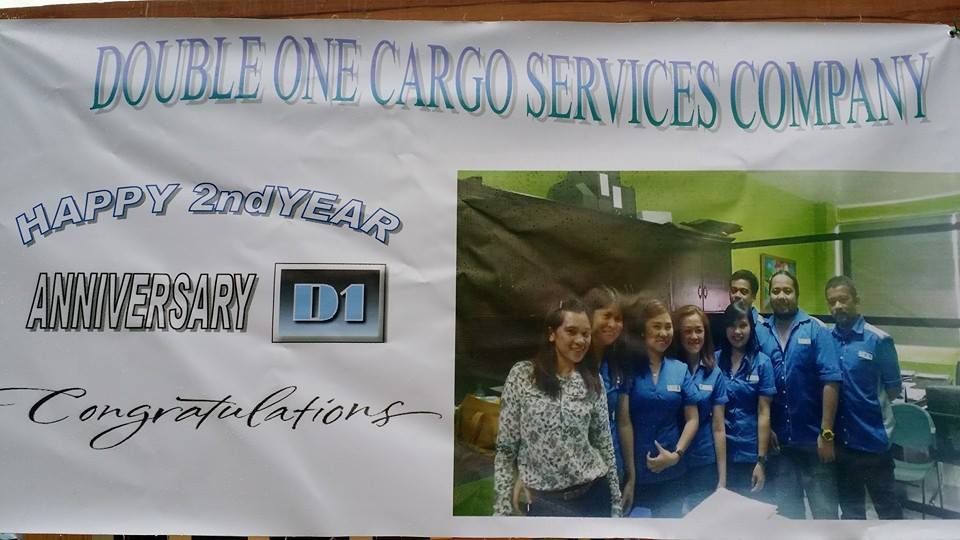 DOUBLE ONE CARGO SERVICES COMPANY
HAPPY 2ndYEAR
ANNIVERSARY
D1
Congratulations